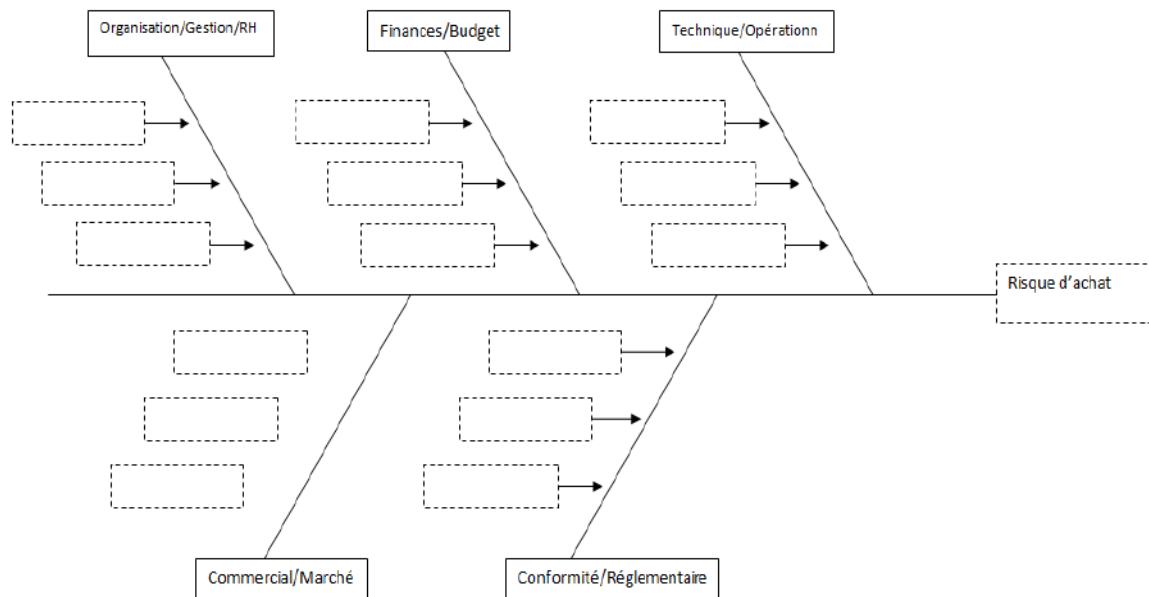 Organisation/Gestion/RH
Finances/Budget
Technique/Opérationn
Risque d'achat
Commercial/Marché
Conformité/Réglementaire